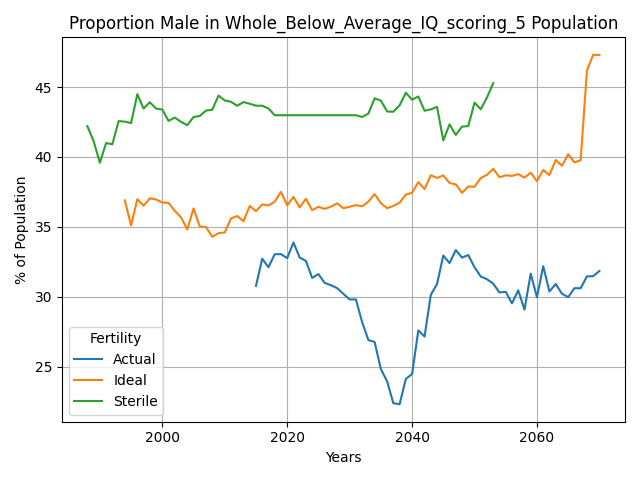 Proportion Male in Whole_Below_Average_IQ_scoring_5 Population
% of Population
45
40
35
30
25
Fertility
Actual
Ideal
Sterile
2000 2020 2040 2060
Years